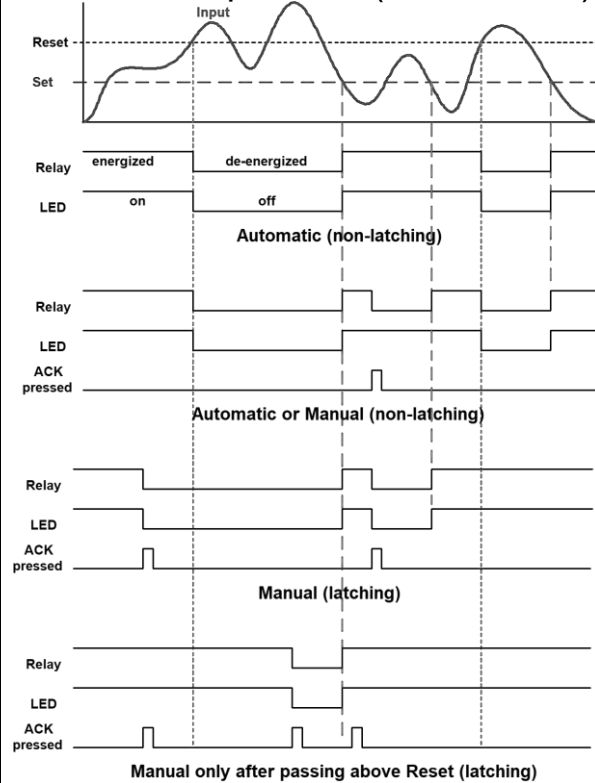 Input
Reset
Set
Relay energized de-energized
LED on off
Automatic (non-latching)
Relay
LED
ACK
pressed
Automatic or Manual (non-latching)
Relay
LED
ACK
pressed
Manual (latching)
Relay
LED
ACK
pressed
Manual only after passing above Reset (latching)